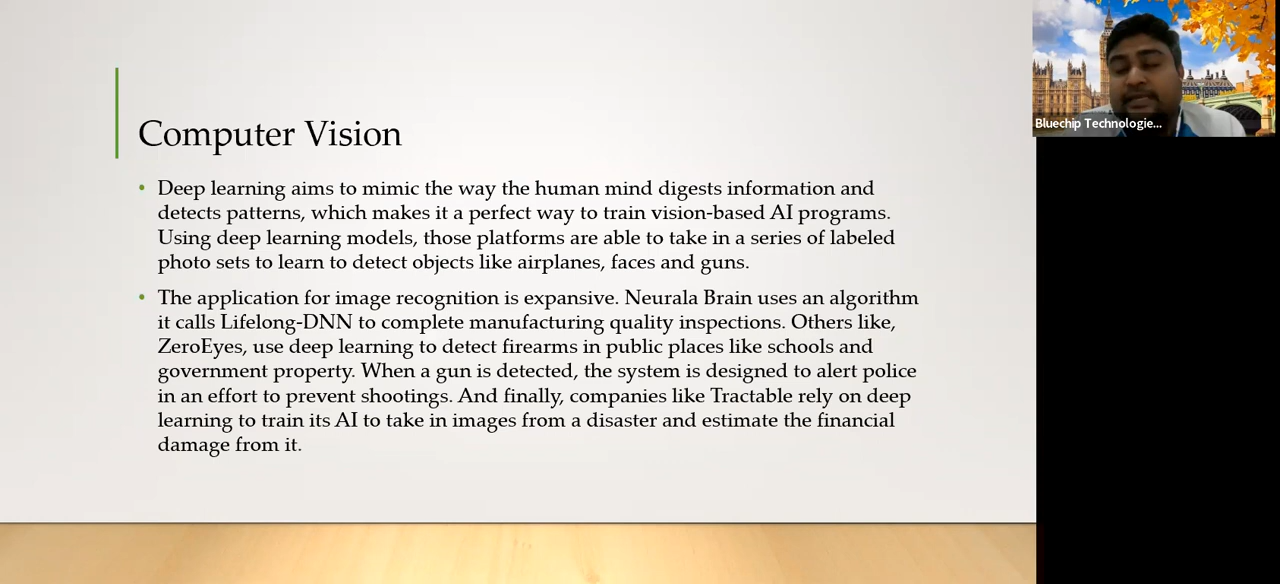 Computer Vision
• Deep learning aims to mimic the way the human mind digests information and
detects patterns, which makes it a perfect way to train vision-based AI programs.
Using deep learning models, those platforms are able to take in a series of labeled
photo sets to learn to detect objects like airplanes, faces and guns.
• The application for image recognition is expansive. Neurala Brain uses an algorithm
it calls Lifelong-DNN to complete manufacturing quality inspections. Others like,
ZeroEyes, use deep learning to detect firearms in public places like schools and
government property. When a gun is detected, the system is designed to alert police
in an effort to prevent shootings. And finally, companies like Tractable rely on deep
learning to train its AI to take in images from a disaster and estimate the financial
damage from it.
Bluechip Technologie...